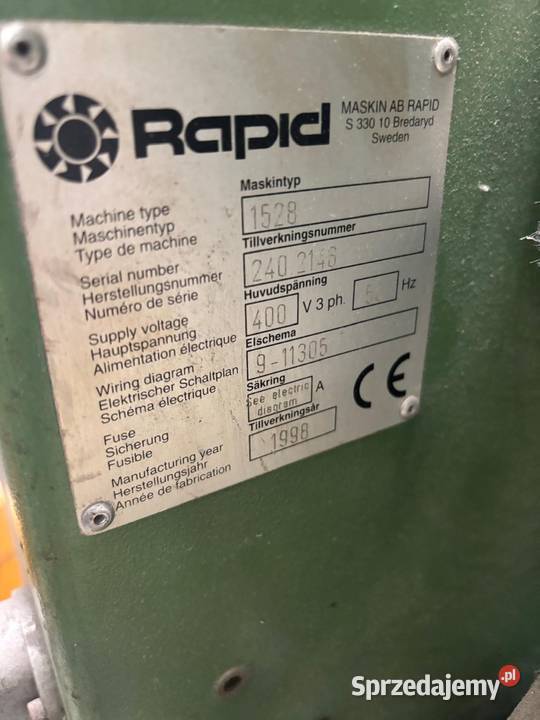 Rapid
MASKIN AB RAPID
S 330 10 Bredaryd
Sweden
Maskintyp
Machine type
Maschinentyp
Type de machine
1528
Tillverkningsnummer
Serial number
Herstellungsnummer
Numéro de série
240 2146
Huvudspänning
Supply voltage
Hauptspannung
Alimentation électrique
400 V 3 ph. Hz
Elschema
Wiring diagram
Elektrischer Schaltplan
Schéma électrique
9-11305
Säkring
Fuse
Sicherung
Fusible
See electric
diagram
A
CE
Tillverkningsår
Manufacturing year
Herstellungsjahr
Année de fabrication
1998
Sprzedajemy.pl